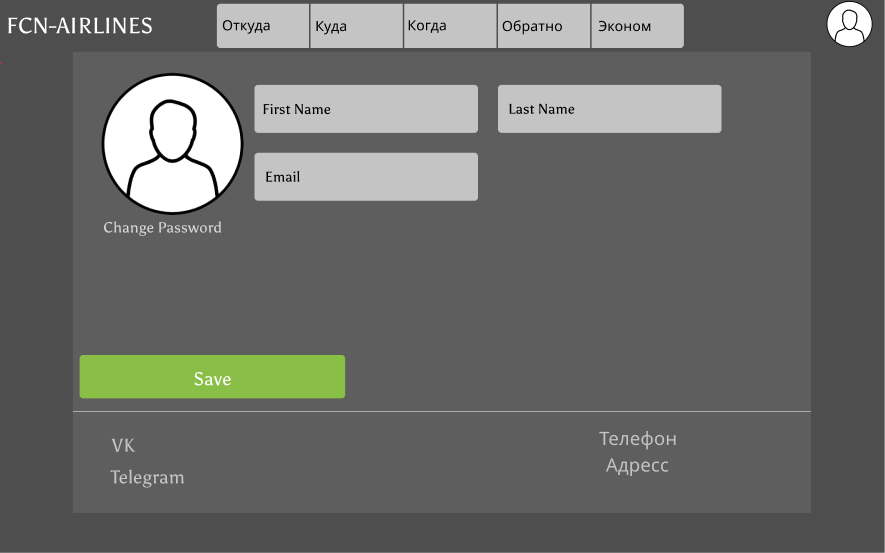 FCN-AIRLINES
Откуда
Куда
Когда
Обратно
Эконом
First Name
Last Name
Email
Change Password
Save
VK
Telegram
Телефон
Адресс